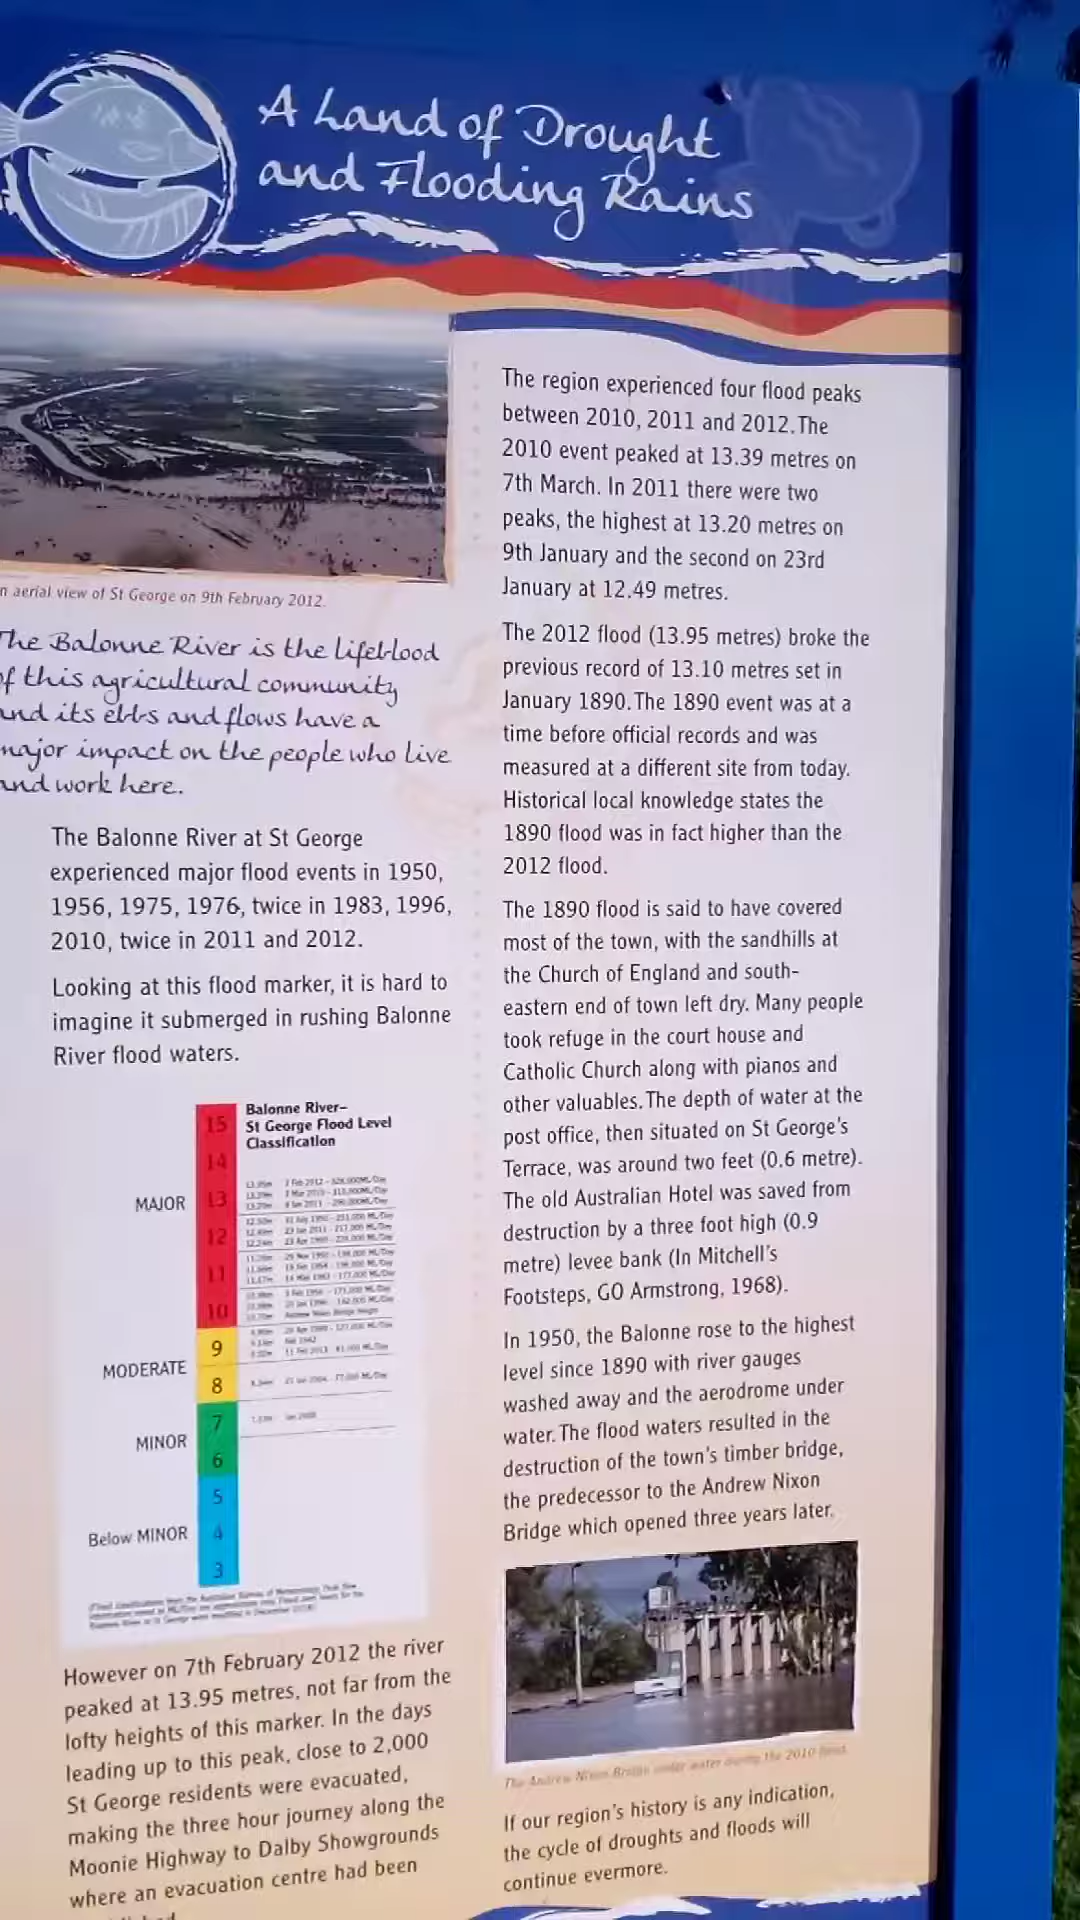 A Land of Drought
and Flooding Rains
aerial view of St George on 9th February 2012.
The Balonne River is the lifeblood
of this agricultural community
and its ebbs and flows have a
major impact on the people who live
and work here.
The Balonne River at St George
experienced major flood events in 1950,
1956, 1975, 1976, twice in 1983, 1996,
2010, twice in 2011 and 2012.
Looking at this flood marker, it is hard to
imagine it submerged in rushing Balonne
River flood waters.
Balonne River–
St George Flood Level
Classification
15
14
MAJOR 13
12
11
10
9
MODERATE
8
7
MINOR
6
5
Below MINOR 4
3
However on 7th February 2012 the river
peaked at 13.95 metres, not far from the
lofty heights of this marker. In the days
leading up to this peak, close to 2,000
St George residents were evacuated,
making the three hour journey along the
Moonie Highway to Dalby Showgrounds
where an evacuation centre had been
The region experienced four flood peaks
between 2010, 2011 and 2012. The
2010 event peaked at 13.39 metres on
7th March. In 2011 there were two
peaks, the highest at 13.20 metres on
9th January and the second on 23rd
January at 12.49 metres.
The 2012 flood (13.95 metres) broke the
previous record of 13.10 metres set in
January 1890. The 1890 event was at a
time before official records and was
measured at a different site from today.
Historical local knowledge states the
1890 flood was in fact higher than the
2012 flood.
The 1890 flood is said to have covered
most of the town, with the sandhills at
the Church of England and south-
eastern end of town left dry. Many people
took refuge in the court house and
Catholic Church along with pianos and
other valuables. The depth of water at the
post office, then situated on St George's
Terrace, was around two feet (0.6 metre).
The old Australian Hotel was saved from
destruction by a three foot high (0.9
metre) levee bank (In Mitchell's
Footsteps, GO Armstrong, 1968).
In 1950, the Balonne rose to the highest
level since 1890 with river gauges
washed away and the aerodrome under
water. The flood waters resulted in the
destruction of the town's timber bridge,
the predecessor to the Andrew Nixon
Bridge which opened three years later.
The Andrew Nixon Bridge under water during the 2010 flood.
If our region's history is any indication,
the cycle of droughts and floods will
continue evermore.